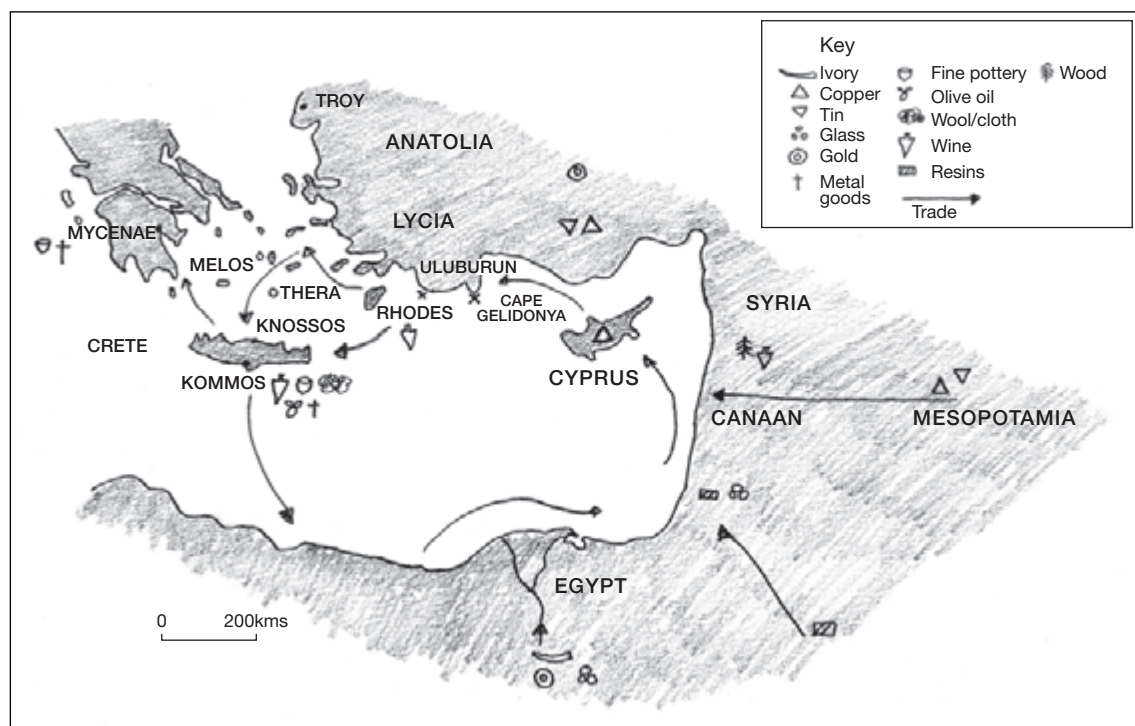 Key
Ivory
Copper
Tin
Glass
Gold
Metal
goods
Fine pottery
Olive oil
Wool/cloth
Wine
Resins
Wood
Trade
TROY
ANATOLIA
LYCIA
MYCENAE
MELOS
ULUBURUN
THERA
RHODES
CAPE
GELIDONYA
SYRIA
KNOSSOS
CRETE
KOMMOS
CYPRUS
CANAAN
MESOPOTAMIA
EGYPT
0 200kms